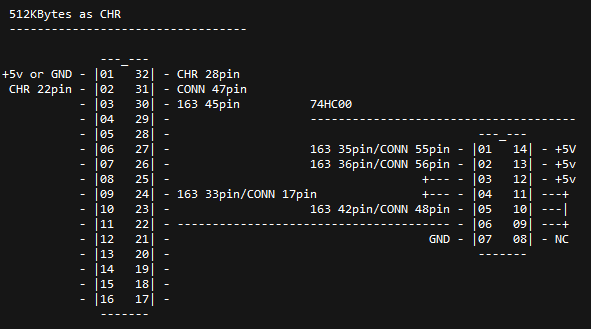 512KBytes as CHR
---------------------------------
---_---
+5v or GND - |01   32| - CHR 28pin
CHR 22pin - |02   31| - CONN 47pin
- |03   30| - 163 45pin         74HC00
- |04   29| -                   --------------------------------------
- |05   28| -                                            ---_---
- |06   27| -                   163 35pin/CONN 55pin - |01   14| - +5V
- |07   26| -                   163 36pin/CONN 56pin - |02   13| - +5v
- |08   25| -                                  +--- - |03   12| - +5v
- |09   24| - 163 33pin/CONN 17pin              +--- - |04   11| ---+
- |10   23| -                   163 42pin/CONN 48pin - |05   10| ---|
- |11   22| - --------------------------------------- - |06   09| ---+
- |12   21| -                                   GND - |07   08| - NC
- |13   20| -                                            -------
- |14   19| -
- |15   18| -
- |16   17| -
-------